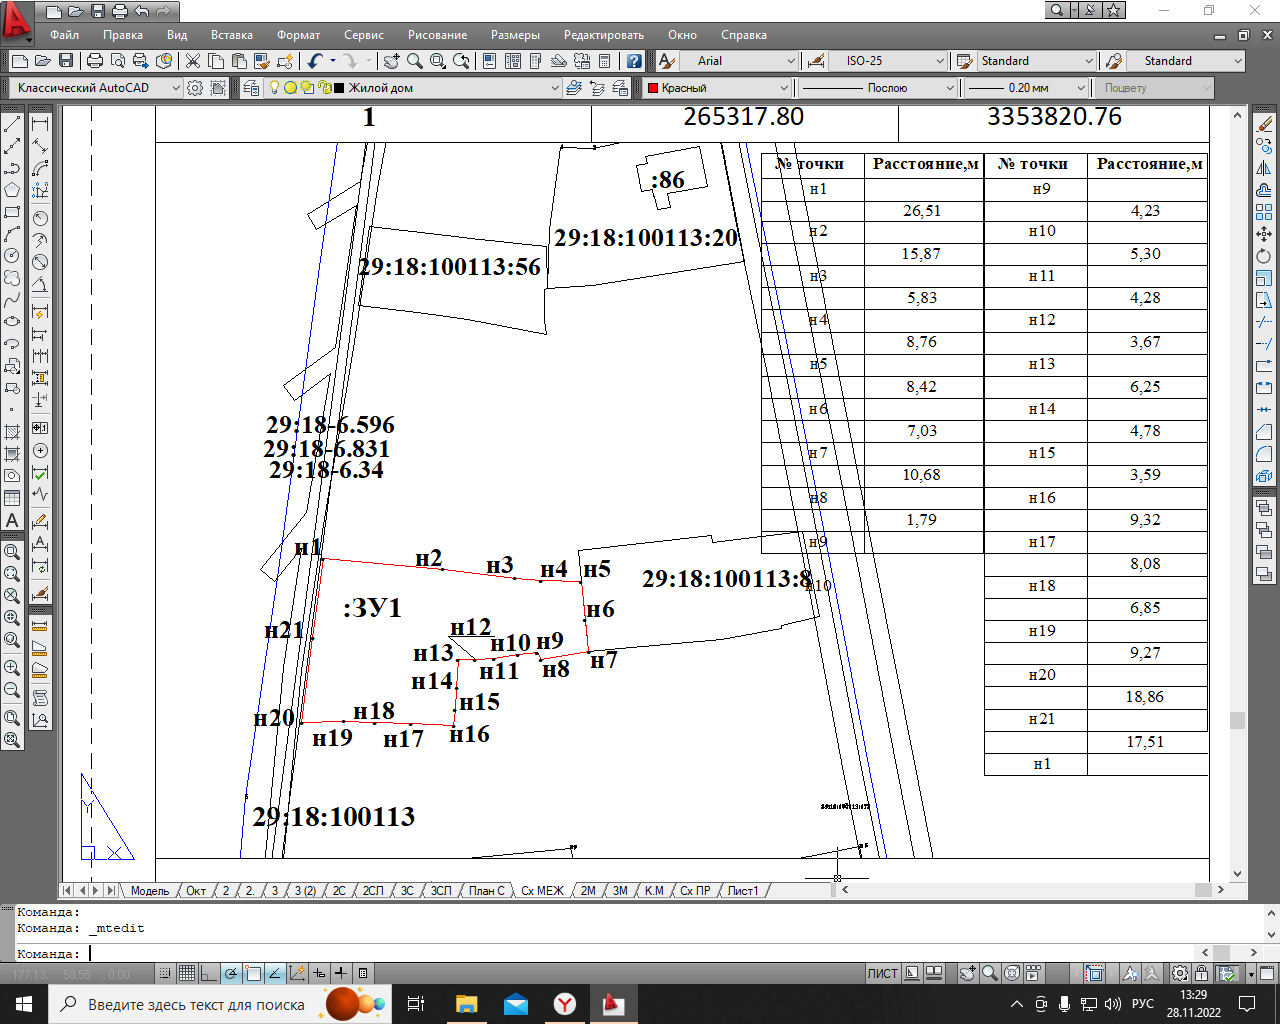 Файл Правка Вид Вставка Формат Сервис Рисование Размеры Редактировать Окно Справка
Arial ISO-25 Standard Standard
Классический AutoCAD Жилой дом Красный Послою 0.20 мм Поцвету
1 265317.80 3353820.76
№ точки Расстояние,м № точки Расстояние,м
н1 н9
26,51 4,23
н2 н10
15,87 5,30
н3 н11
5,83 4,28
н4 н12
8,76 3,67
н5 н13
8,42 6,25
н6 н14
7,03 4,78
н7 н15
10,68 3,59
н8 н16
1,79 9,32
н9 н17
8,08
н10 н18
6,85
н19
9,27
н20
18,86
н21
17,51
н1
:86
29:18:100113:20
29:18:100113:56
29:18-6.596
29:18-6.831
29:18-6.34
н1
н2
н3
н4
н5
29:18:100113:8
:ЗУ1
н6
н21
н12
н10
н9
н13
н11
н8
н7
н14
н15
н20
н18
н19
н17
н16
29:18:100113
Y
X
Модель Окт 2 2. 3 3 (2) 2С 2СП 3С 3СП План С Сх МЕЖ 2М 3М К.М Сх ПР Лист1
Команда:
Команда: _mtedit
Команда:
177.13, 58.55 , 0.00 ЛИСТ
Введите здесь текст для поиска
РУС
13:29
28.11.2022